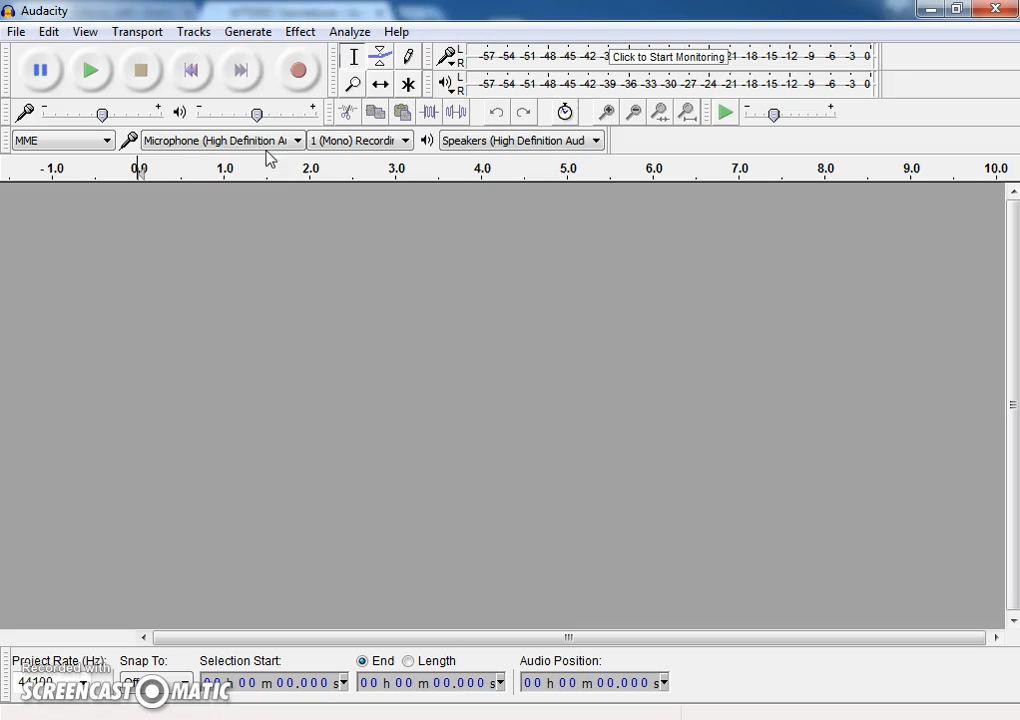 Audacity
File Edit View Transport Tracks Generate Effect Analyze Help
L
R
-57 -54 -51 -48 -45 -42 Click to Start Monitoring 21 -18 -15 -12 -9 -6 -3 0
L
R
-57 -54 -51 -48 -45 -42 -39 -36 -33 -30 -27 -24 -21 -18 -15 -12 -9 -6 -3 0
- + - + - +
MME Microphone (High Definition Au 1 (Mono) Recordir Speakers (High Definition Aud
- 1.0 0.0 1.0 2.0 3.0 4.0 5.0 6.0 7.0 8.0 9.0 10.0
Project Rate (Hz): Snap To: Selection Start: End Length Audio Position:
Recorded with
44100 Off 00 h 00 m 00.000 s 00 h 00 m 00.000 s 00 h 00 m 00.000 s
SCREENCAST MATIC